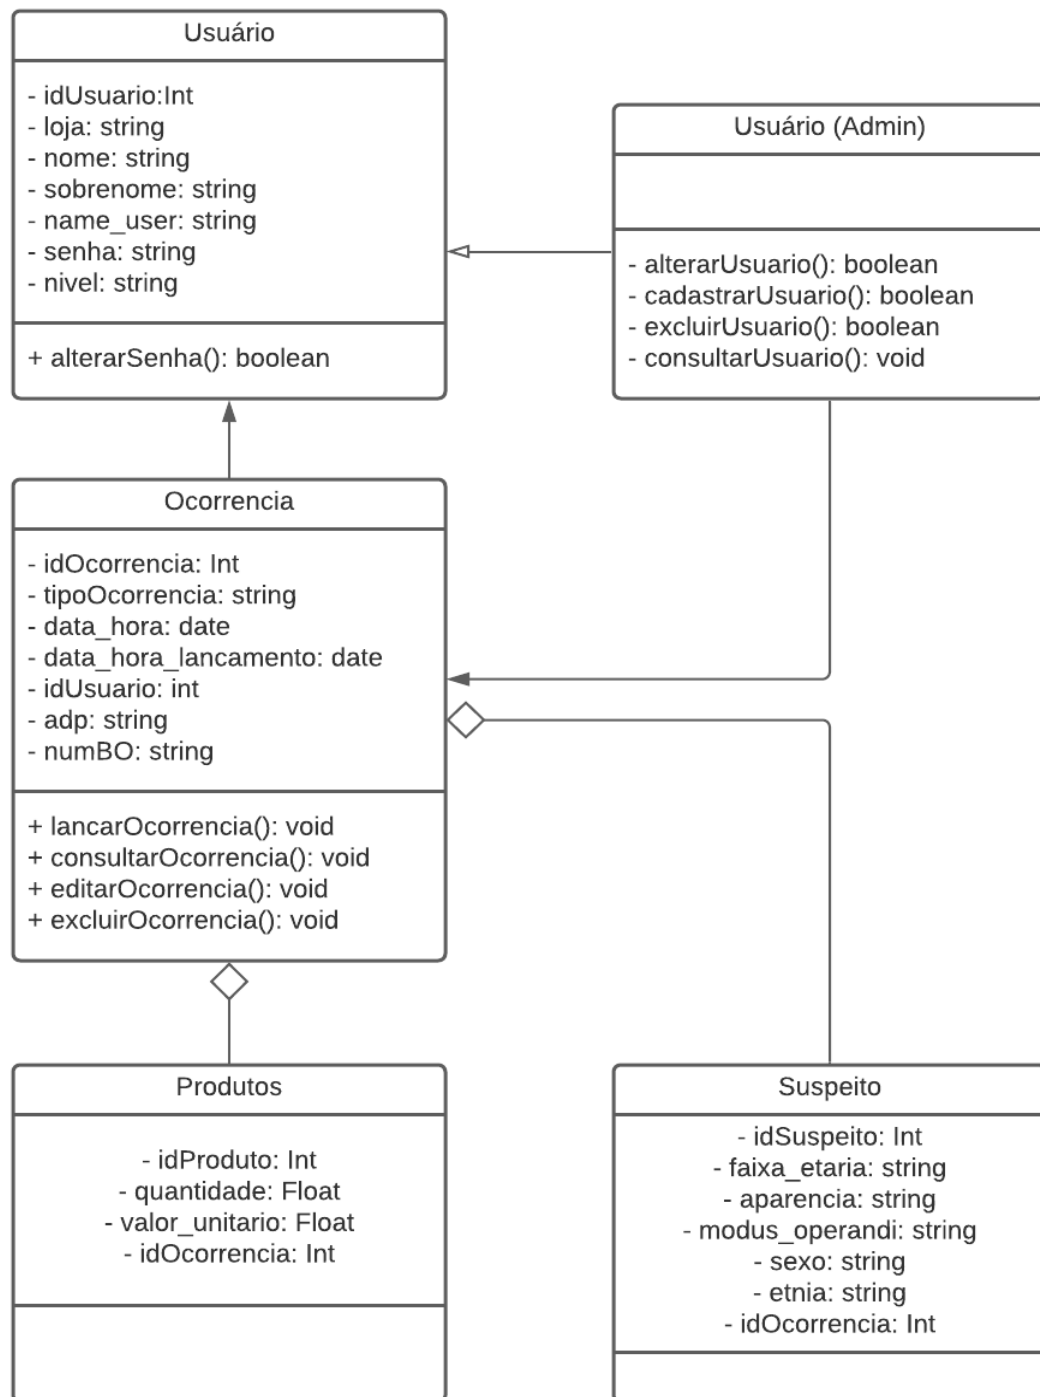 Usuário
- idUsuario:Int
- loja: string
- nome: string
- sobrenome: string
- name_user: string
- senha: string
- nivel: string
+ alterarSenha(): boolean
Usuário (Admin)
- alterarUsuario(): boolean
- cadastrarUsuario(): boolean
- excluirUsuario(): boolean
- consultarUsuario(): void
Ocorrencia
- idOcorrencia: Int
- tipoOcorrencia: string
- data_hora: date
- data_hora_lancamento: date
- idUsuario: int
- adp: string
- numBO: string
+ lancarOcorrencia(): void
+ consultarOcorrencia(): void
+ editarOcorrencia(): void
+ excluirOcorrencia(): void
Produtos
- idProduto: Int
- quantidade: Float
- valor_unitario: Float
- idOcorrencia: Int
Suspeito
- idSuspeito: Int
- faixa_etaria: string
- aparencia: string
- modus_operandi: string
- sexo: string
- etnia: string
- idOcorrencia: Int